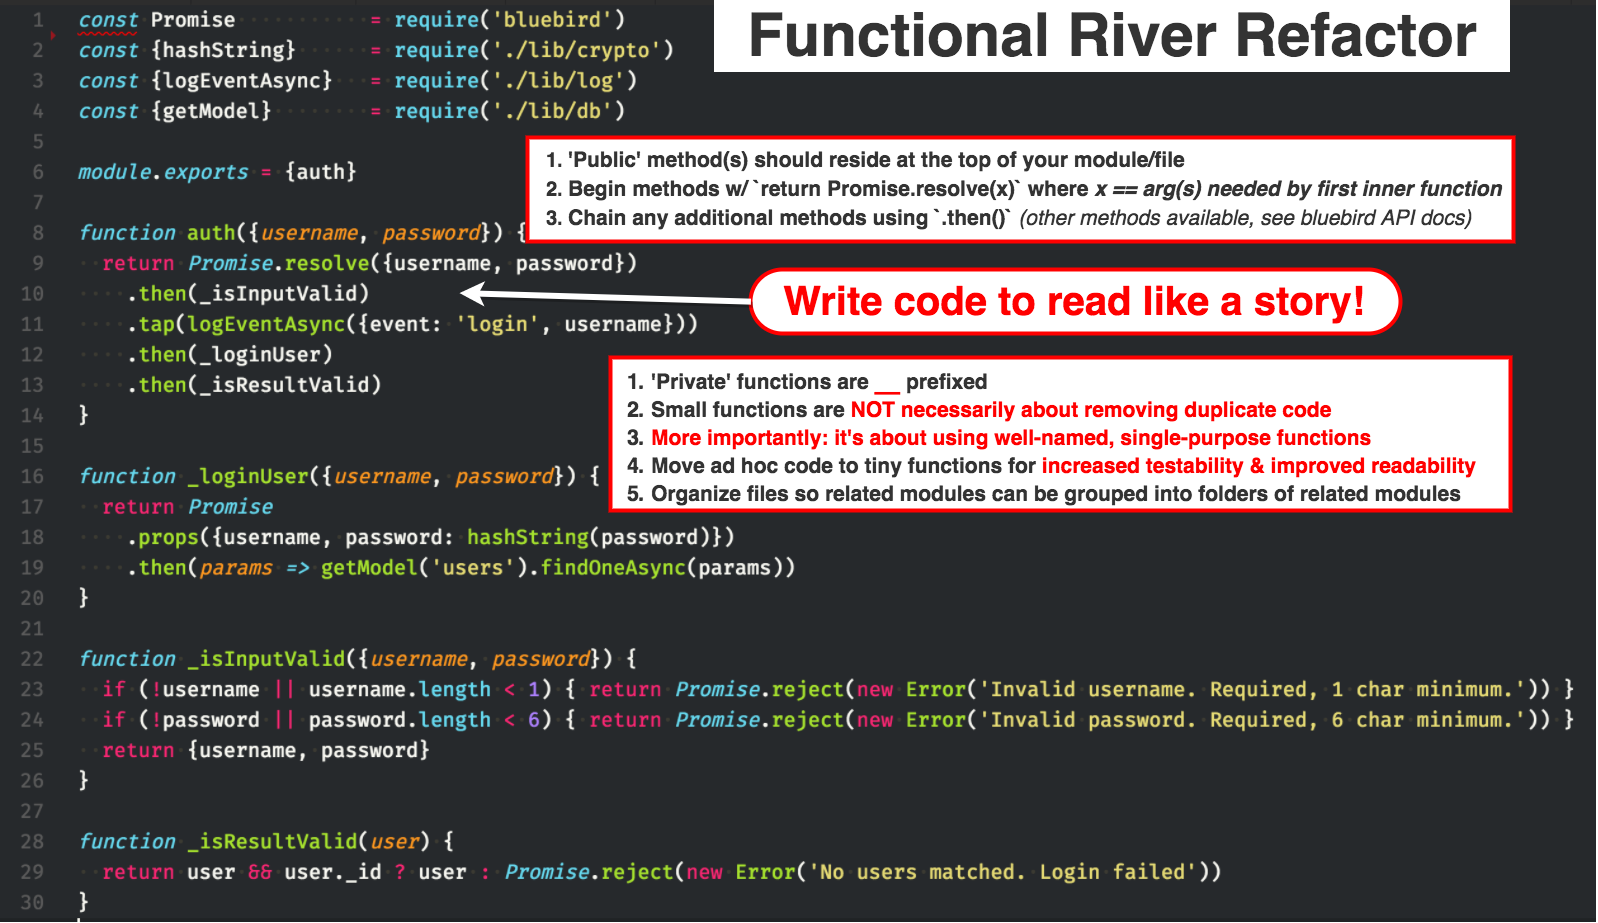 Functional River Refactor
1 const Promise = require('bluebird')
2 const {hashString} = require('./lib/crypto')
3 const {logEventAsync} = require('./lib/log')
4 const {getModel} = require('./lib/db')
5
6 module.exports = {auth}
7
1. 'Public' method(s) should reside at the top of your module/file
2. Begin methods w/ `return Promise.resolve(x)` where x == arg(s) needed by first inner function
3. Chain any additional methods using `.then()` (other methods available, see bluebird API docs)
8 function auth({username, password}) {
9 return Promise.resolve({username, password})
10 .then(_isInputValid)
Write code to read like a story!
11 .tap(logEventAsync({event: 'login', username}))
12 .then(_loginUser)
13 .then(_isResultValid)
14 }
15
1. 'Private' functions are __ prefixed
2. Small functions are NOT necessarily about removing duplicate code
3. More importantly: it's about using well-named, single-purpose functions
4. Move ad hoc code to tiny functions for increased testability & improved readability
5. Organize files so related modules can be grouped into folders of related modules
16 function _loginUser({username, password}) {
17 return Promise
18 .props({username, password: hashString(password)})
19 .then(params => getModel('users').findOneAsync(params))
20 }
21
22 function _isInputValid({username, password}) {
23 if (!username || username.length < 1) { return Promise.reject(new Error('Invalid username. Required, 1 char minimum.')) }
24 if (!password || password.length < 6) { return Promise.reject(new Error('Invalid password. Required, 6 char minimum.')) }
25 return {username, password}
26 }
27
28 function _isResultValid(user) {
29 return user && user._id ? user : Promise.reject(new Error('No users matched. Login failed'))
30 }